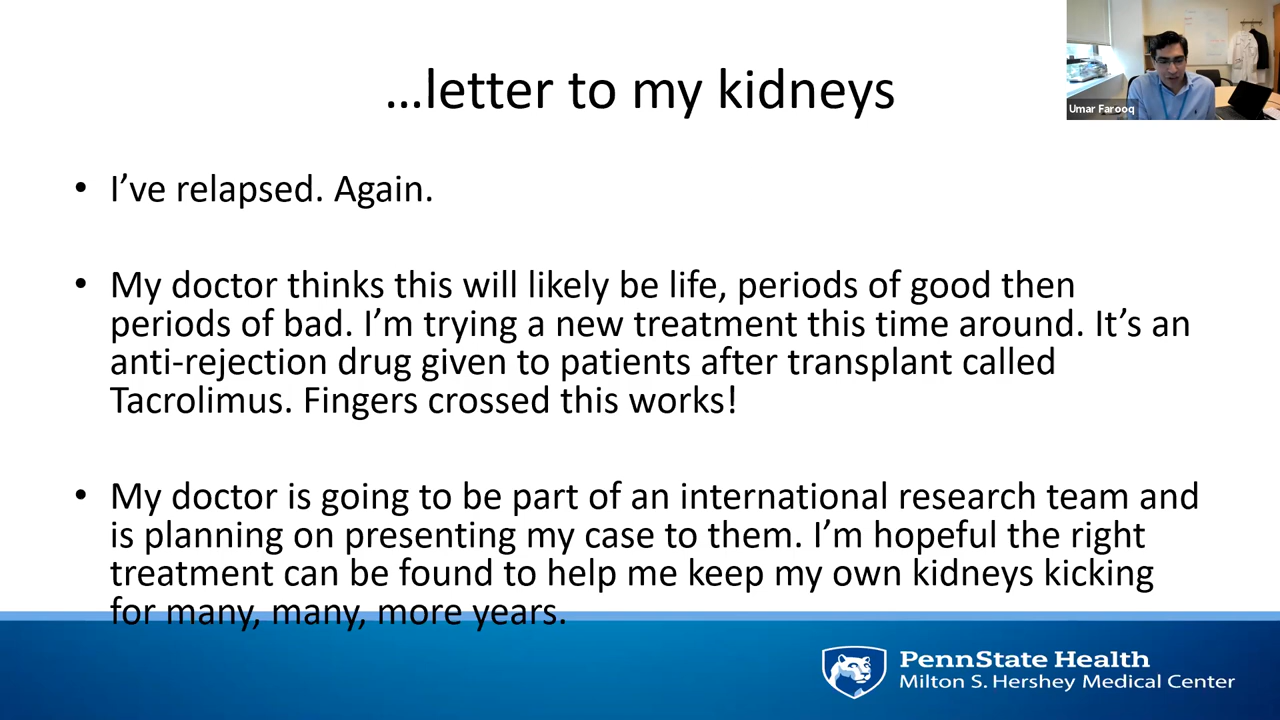 ...letter to my kidneys
Umar Farooq
• I’ve relapsed. Again.
• My doctor thinks this will likely be life, periods of good then
periods of bad. I’m trying a new treatment this time around. It’s an
anti-rejection drug given to patients after transplant called
Tacrolimus. Fingers crossed this works!
• My doctor is going to be part of an international research team and
is planning on presenting my case to them. I’m hopeful the right
treatment can be found to help me keep my own kidneys kicking
for many, many, more years.
PennState Health
Milton S. Hershey Medical Center